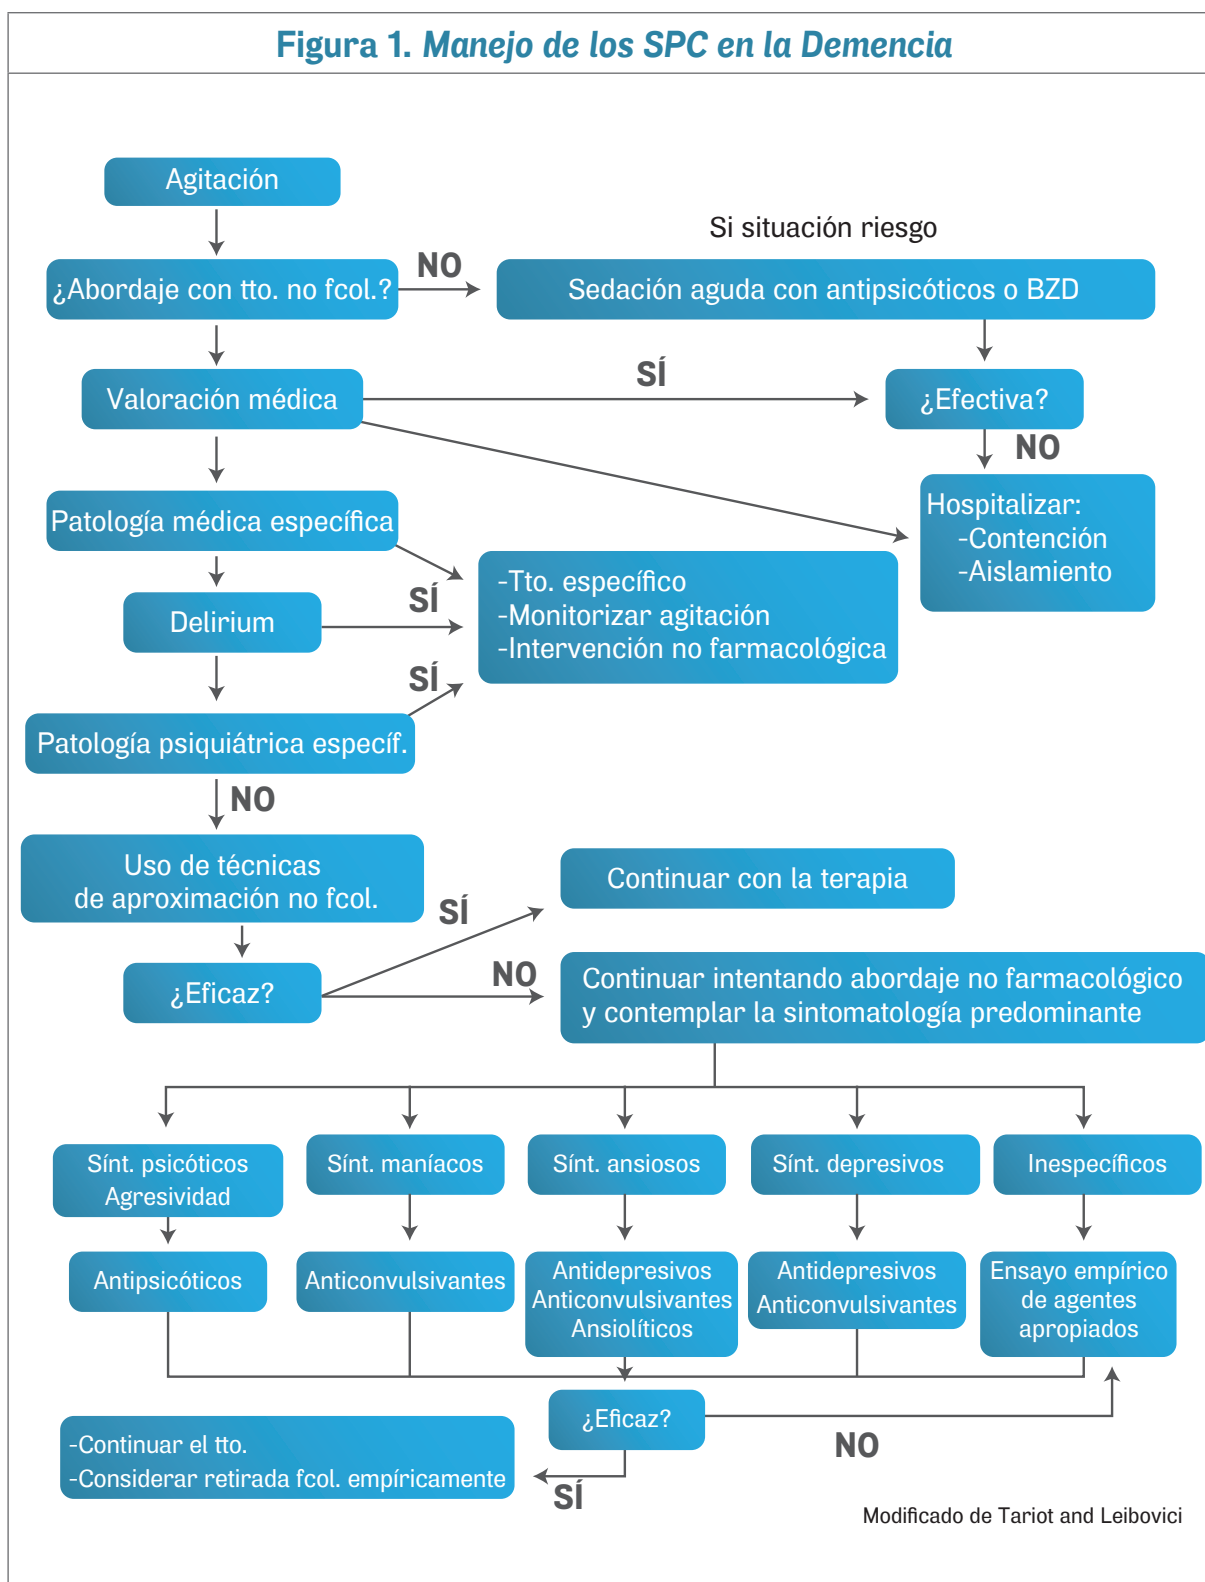 Figura 1. Manejo de los SPC en la Demencia
Agitación
Si situación riesgo
¿Abordaje con tto. no fcol.?
NO
Sedación aguda con antipsicóticos o BZD
Valoración médica
SÍ
¿Efectiva?
NO
Hospitalizar:
-Contención
-Aislamiento
Patología médica específica
-Tto. específico
-Monitorizar agitación
-Intervención no farmacológica
Delirium
SÍ
Patología psiquiátrica específ.
SÍ
NO
Uso de técnicas
de aproximación no fcol.
¿Eficaz?
SÍ
Continuar con la terapia
NO
Continuar intentando abordaje no farmacológico
y contemplar la sintomatología predominante
Sínt. psicóticos
Agresividad
Sínt. maníacos
Sínt. ansiosos
Sínt. depresivos
Inespecíficos
Antipsicóticos
Anticonvulsivantes
Antidepresivos
Anticonvulsivantes
Ansiolíticos
Antidepresivos
Anticonvulsivantes
Ensayo empírico
de agentes
apropiados
¿Eficaz?
NO
SÍ
-Continuar el tto.
-Considerar retirada fcol. empíricamente
Modificado de Tariot and Leibovici